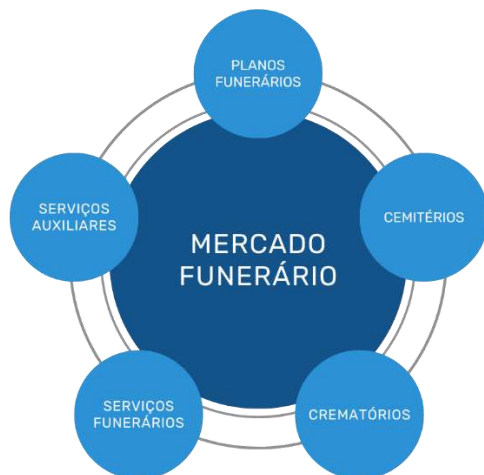 PLANOS
FUNERÁRIOS
SERVIÇOS
AUXILIARES
CEMITÉRIOS
MERCADO
FUNERÁRIO
SERVIÇOS
FUNERÁRIOS
CREMATÓRIOS